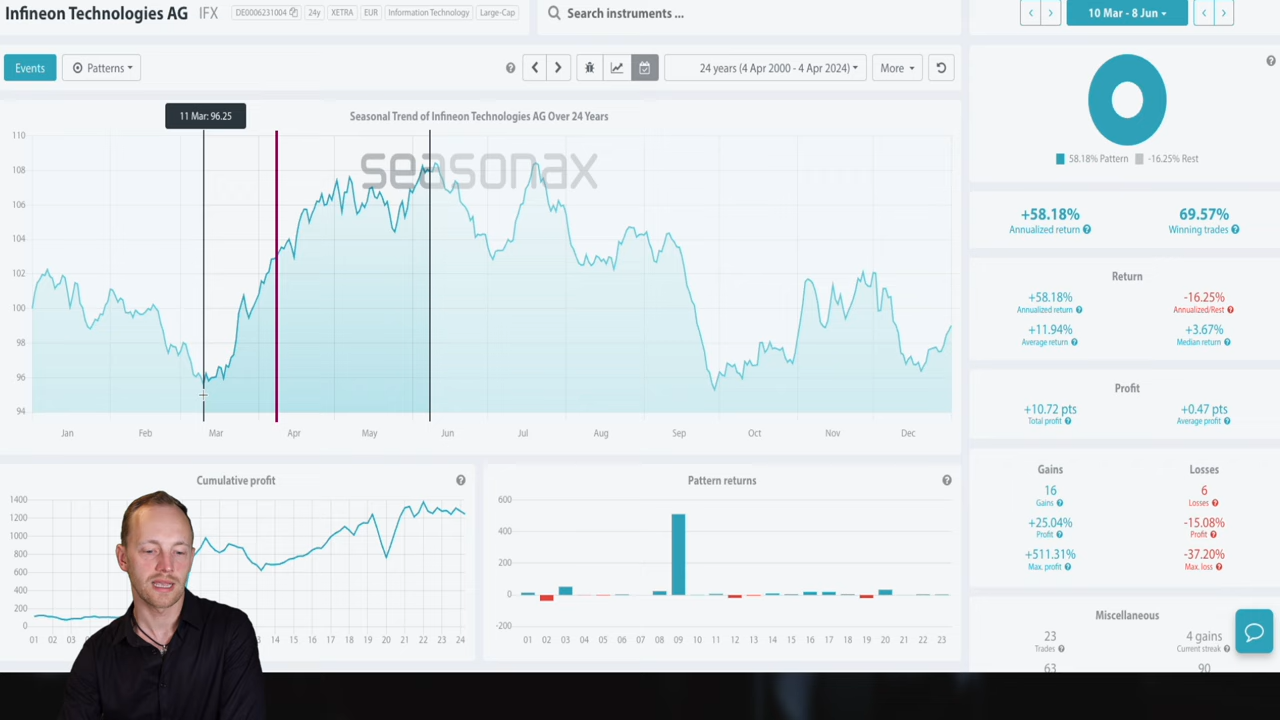 Infineon Technologies AG IFX DE0006231004 24y XETRA EUR Information Technology Large-Cap
Search instruments ...
10 Mar - 8 Jun
Events
Patterns
24 years (4 Apr 2000 - 4 Apr 2024)
More
11 Mar: 96.25
Seasonal Trend of Infineon Technologies AG Over 24 Years
seasonax
110
108
106
104
102
100
98
96
94
Jan Feb Mar Apr May Jun Jul Aug Sep Oct Nov Dec
58.18% Pattern -16.25% Rest
+58.18%
Annualized return
69.57%
Winning trades
Return
+58.18%
Annualized return
-16.25%
Annualized/Rest
+11.94%
Average return
+3.67%
Median return
Profit
+10.72 pts
Total profit
+0.47 pts
Average profit
Gains
Losses
16
Gains
6
Losses
+25.04%
Profit
-15.08%
Profit
+511.31%
Max. profit
-37.20%
Max. loss
Miscellaneous
23
Trades
4 gains
Current streak
63
90
Cumulative profit
1400
1200
1000
800
600
400
200
0
01 02 03 14 15 16 17 18 19 20 21 22 23 24
Pattern returns
600
400
200
0
-200
01 02 03 04 05 06 07 08 09 10 11 12 13 14 15 16 17 18 19 20 21 22 23